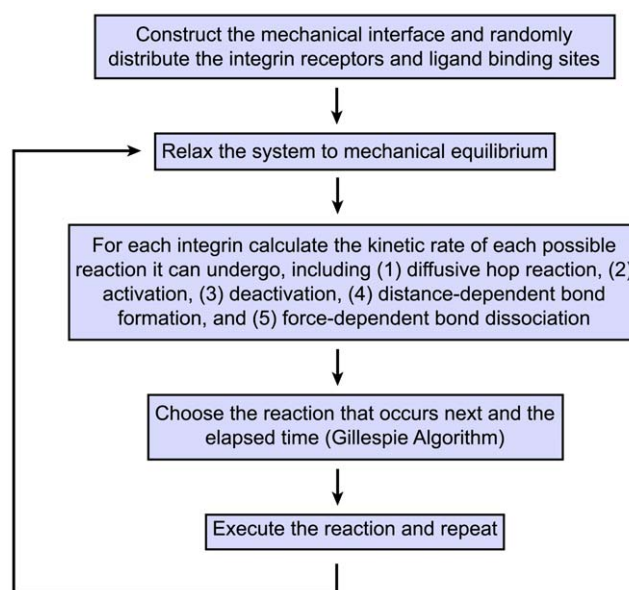 Construct the mechanical interface and randomly
distribute the integrin receptors and ligand binding sites
Relax the system to mechanical equilibrium
For each integrin calculate the kinetic rate of each possible
reaction it can undergo, including (1) diffusive hop reaction, (2)
activation, (3) deactivation, (4) distance-dependent bond
formation, and (5) force-dependent bond dissociation
Choose the reaction that occurs next and the
elapsed time (Gillespie Algorithm)
Execute the reaction and repeat